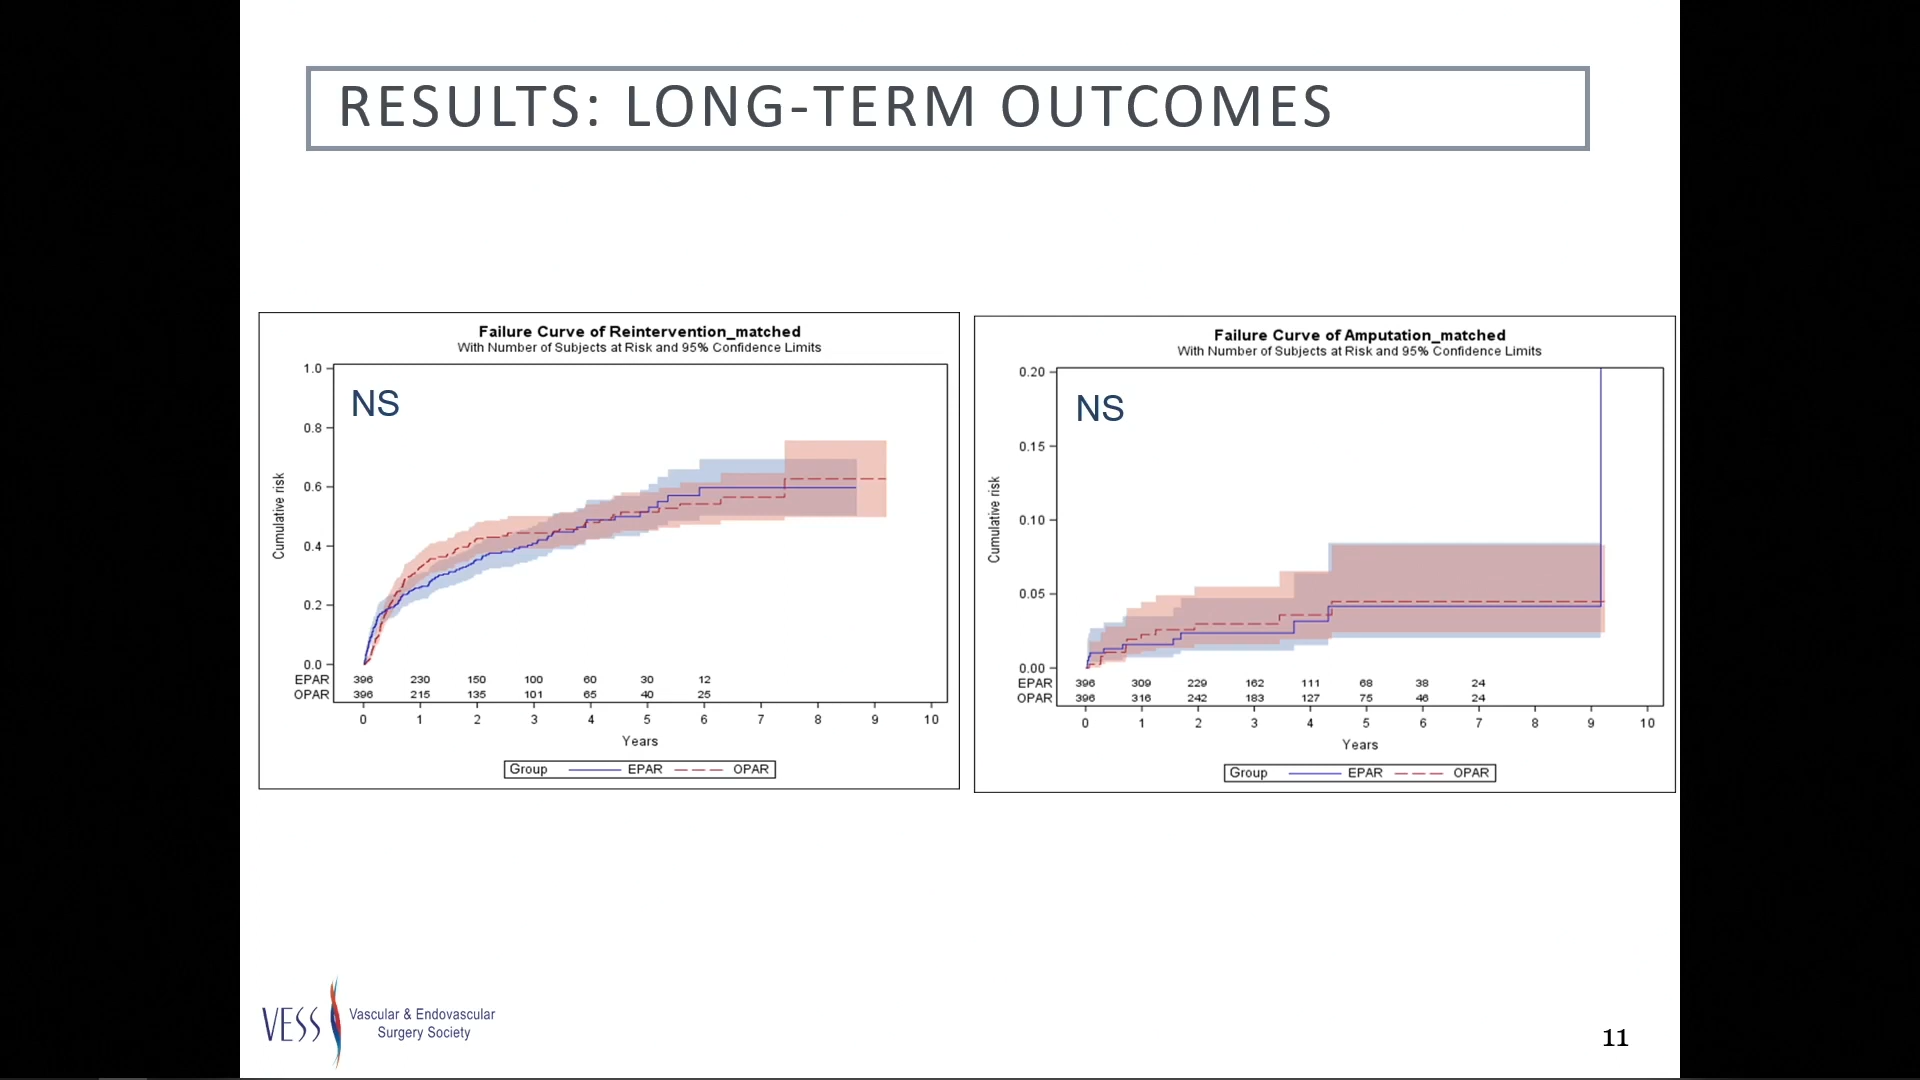 RESULTS: LONG-TERM OUTCOMES
Failure Curve of Reintervention_matched
With Number of Subjects at Risk and 95% Confidence Limits
NS
Cumulative risk
1.0
0.8
0.6
0.4
0.2
0.0
EPAR 396 230 150 100 60 30 12
OPAR 396 215 135 101 65 40 25
0 1 2 3 4 5 6 7 8 9 10
Years
Group EPAR OPAR
Failure Curve of Amputation_matched
With Number of Subjects at Risk and 95% Confidence Limits
NS
Cumulative risk
0.20
0.15
0.10
0.05
0.00
EPAR 396 309 229 162 111 68 38 24
OPAR 396 316 242 183 127 75 46 24
0 1 2 3 4 5 6 7 8 9 10
Years
Group EPAR OPAR
VESS
Vascular & Endovascular
Surgery Society
11